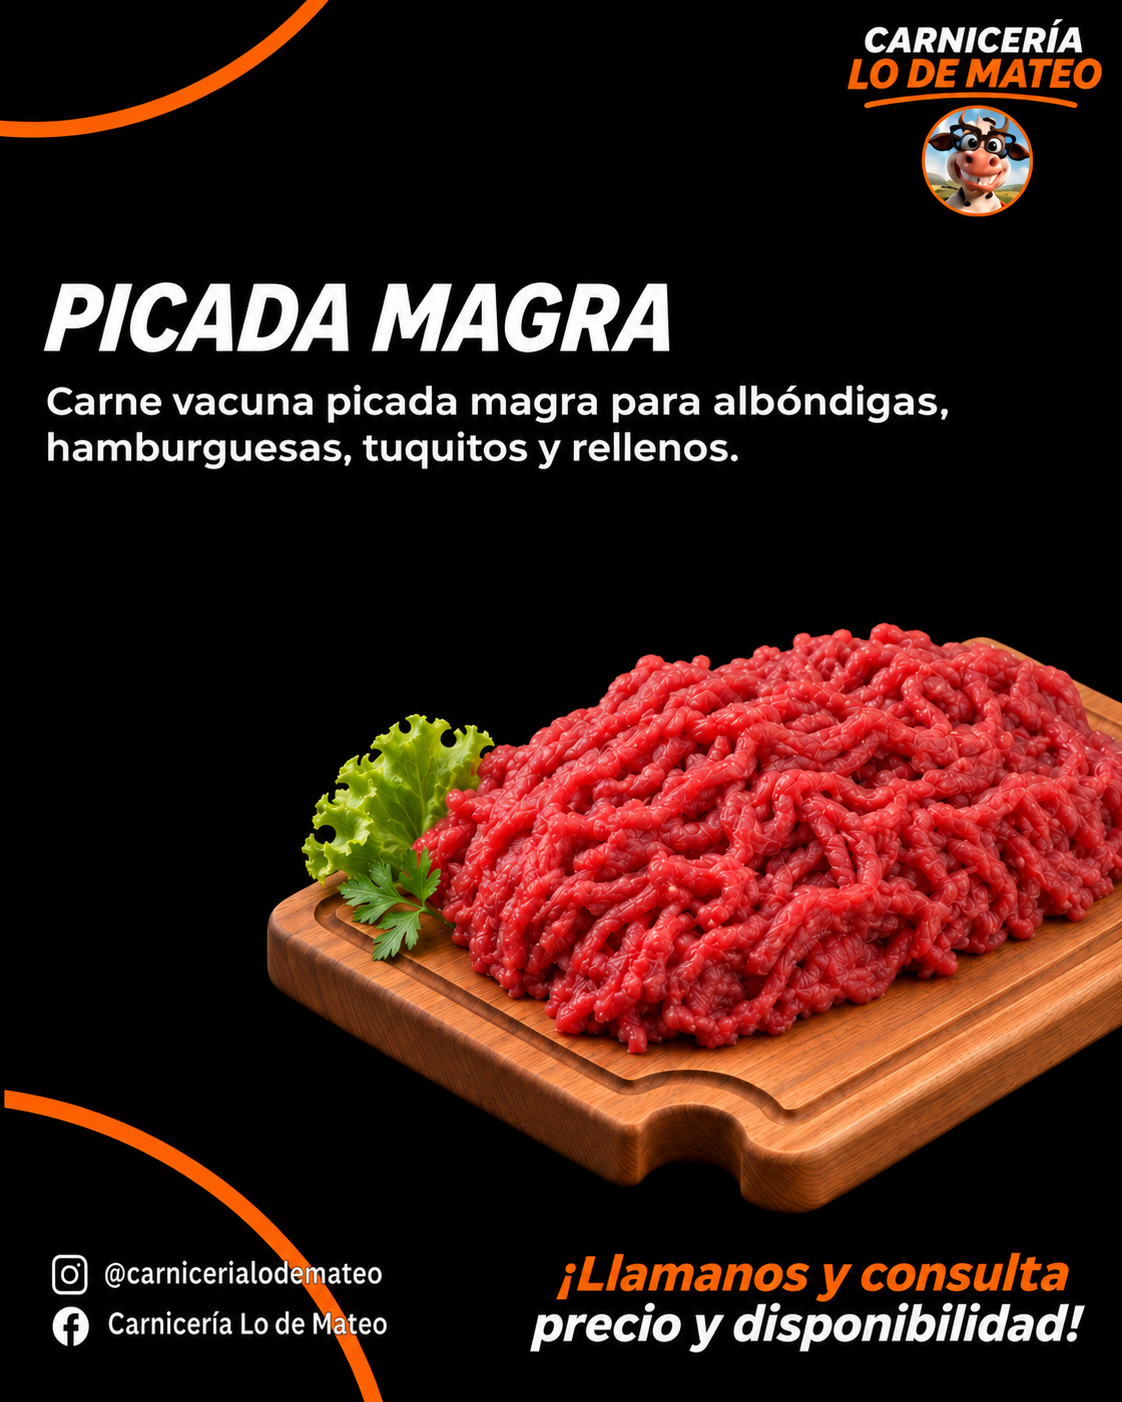 CARNICERÍA
LO DE MATEO
PICADA MAGRA
Carne vacuna picada magra para albóndigas,
hamburguesas, tuquitos y rellenos.
@carnicerialodemateo
Carnicería Lo de Mateo
¡Llamanos y consulta
precio y disponibilidad!